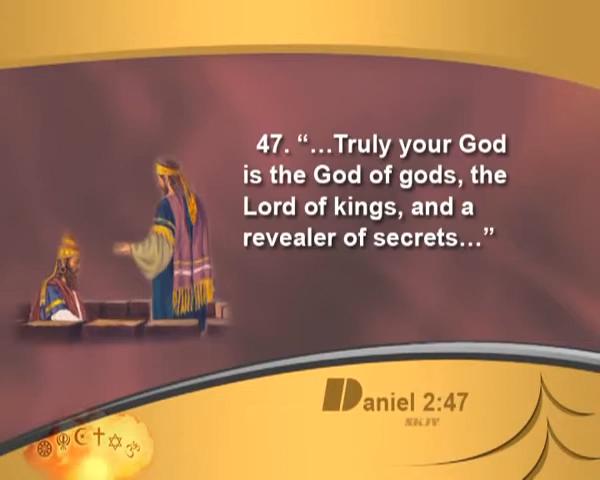 47. “…Truly your God
is the God of gods, the
Lord of kings, and a
revealer of secrets…”
Daniel 2:47